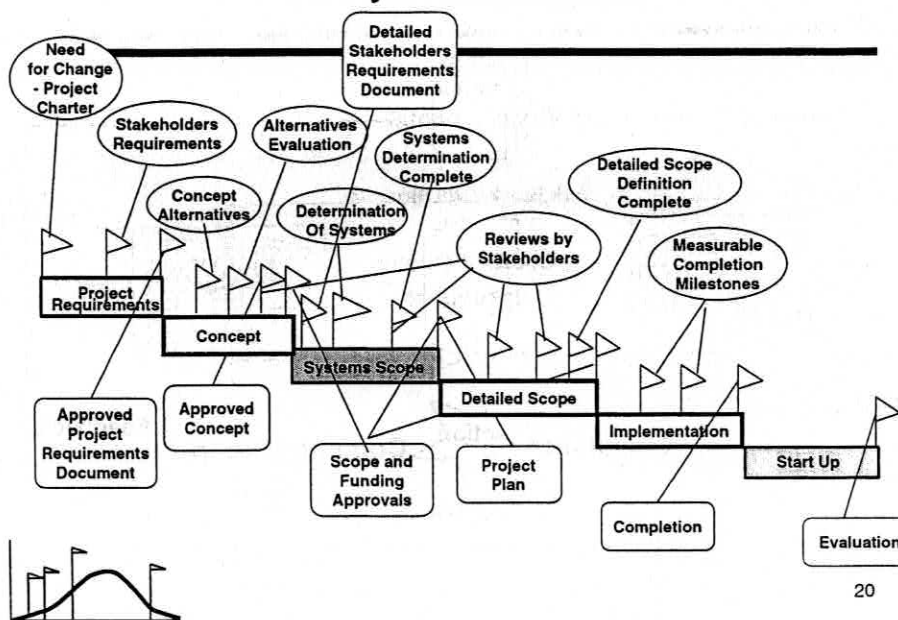 Detailed
Stakeholders
Requirements
Document
Need
for Change
- Project
Charter
Stakeholders
Requirements
Alternatives
Evaluation
Systems
Determination
Complete
Detailed Scope
Definition
Complete
Concept
Alternatives
Determination
Of Systems
Reviews by
Stakeholders
Measurable
Completion
Milestones
Project
Requirements
Concept
Systems Scope
Detailed Scope
Implementation
Start Up
Approved
Project
Requirements
Document
Approved
Concept
Scope and
Funding
Approvals
Project
Plan
Completion
Evaluation
20